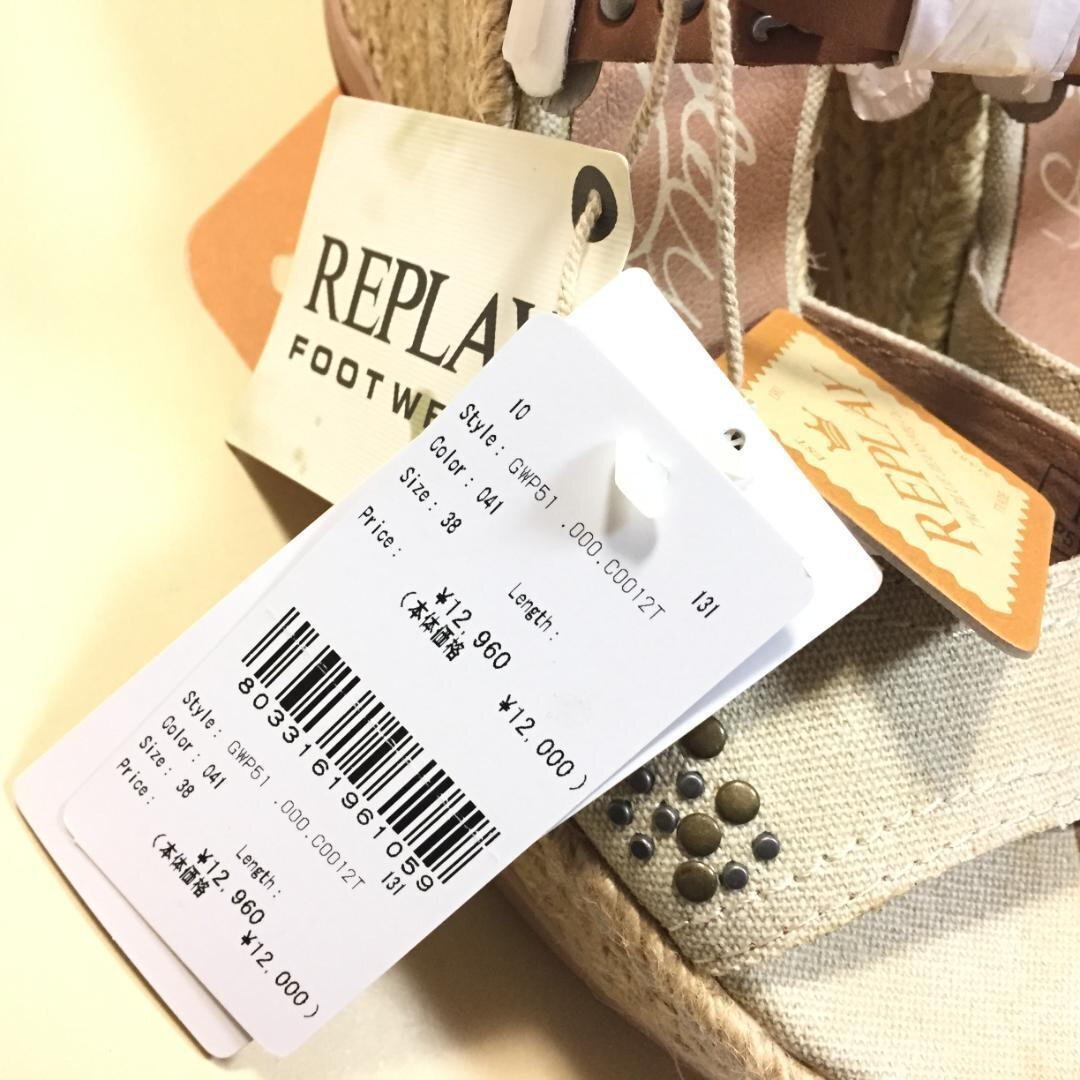 REPLAY
FOOTWE
10
Style: GWP51 .000.C0012T
Color: 041 131
Size: 38 Length:
Price: ¥12,960
(本体価格 ¥12,000)
8033161961059
Style: GWP51 .000.C0012T
Color: 041 131
Size: 38 Length:
Price: ¥12,960
(本体価格 ¥12,000)
REPLAY
EST